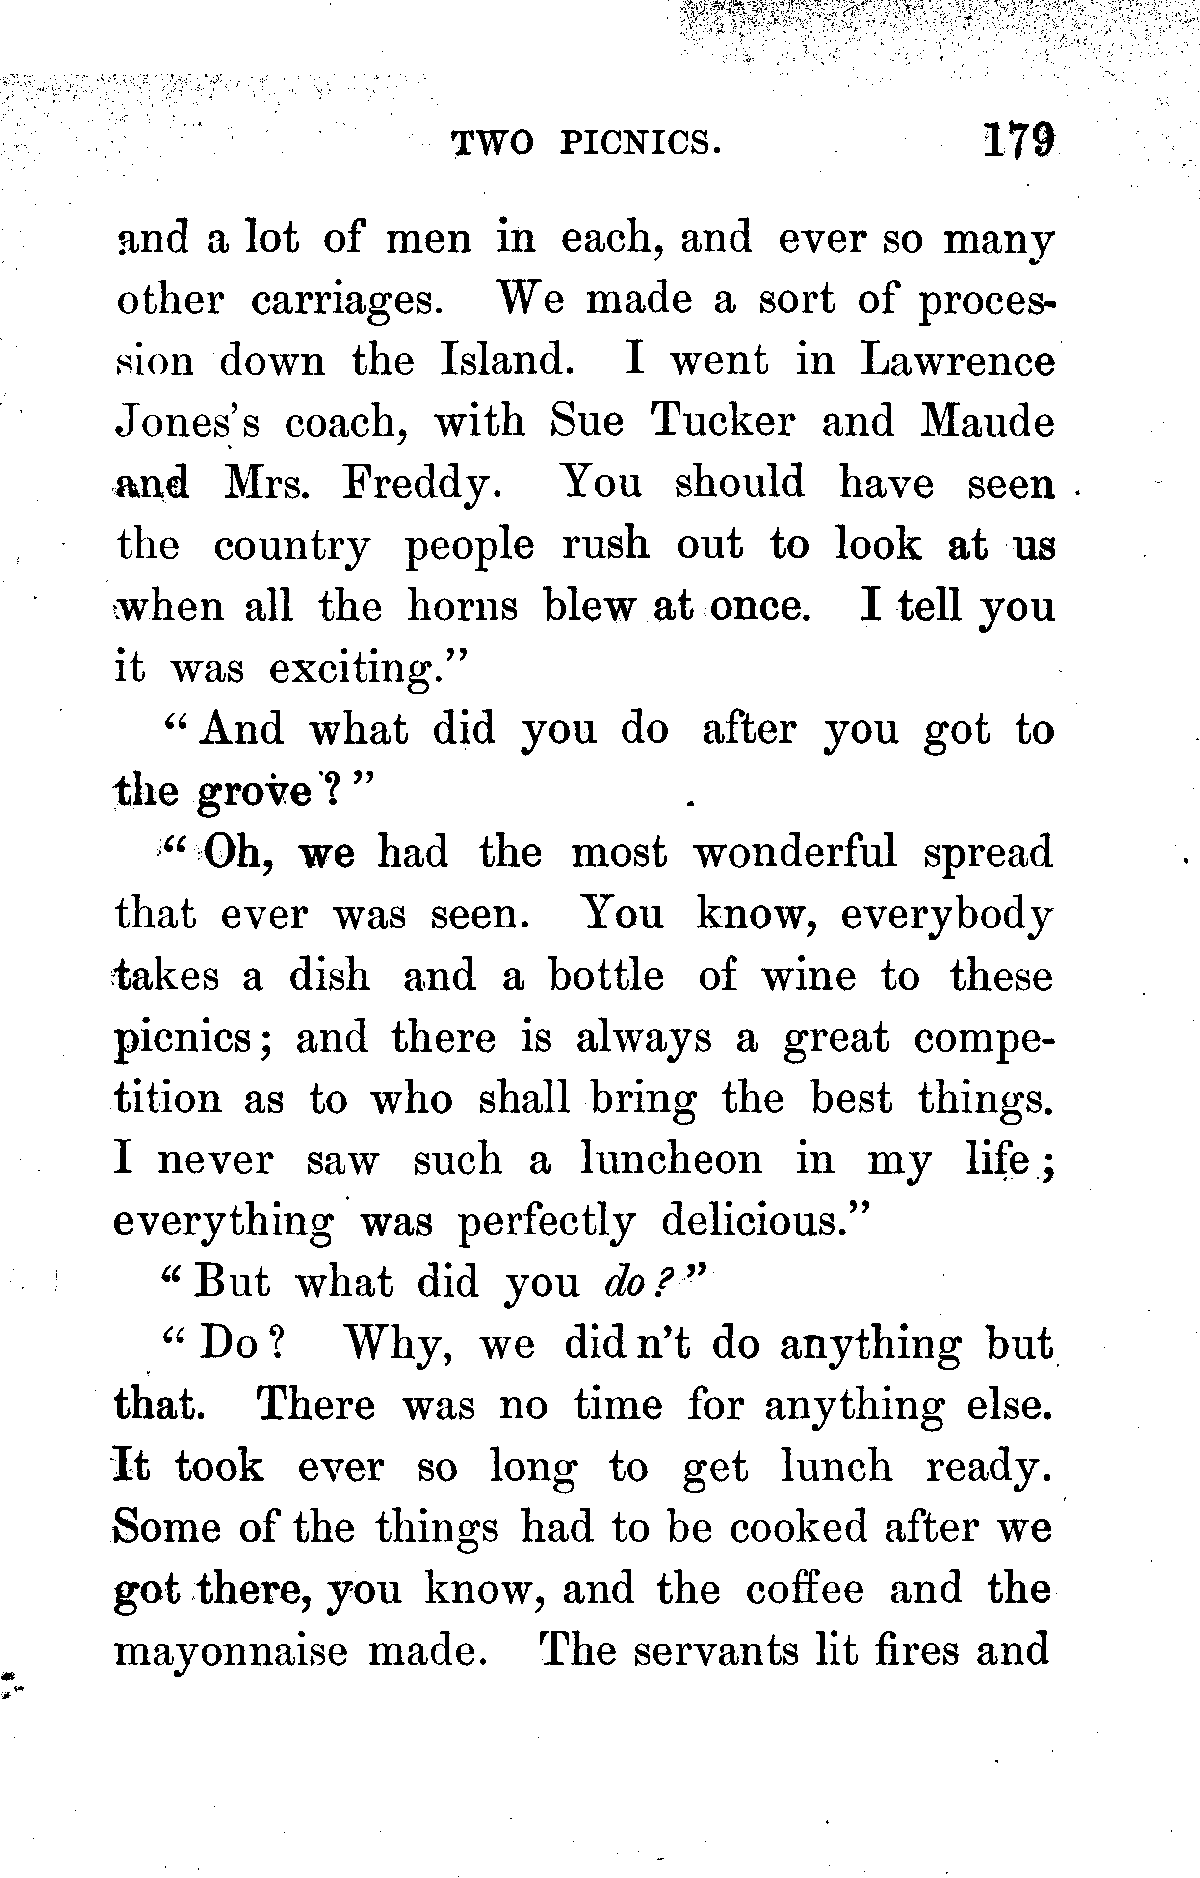 TWO PICNICS. 179
and a lot of men in each, and ever so many
other carriages. We made a sort of proces-
sion down the Island. I went in Lawrence
Jones's coach, with Sue Tucker and Maude
and Mrs. Freddy. You should have seen
the country people rush out to look at us
when all the horns blew at once. I tell you
it was exciting."
"And what did you do after you got to
the grove?"
"Oh, we had the most wonderful spread
that ever was seen. You know, everybody
takes a dish and a bottle of wine to these
picnics; and there is always a great compe-
tition as to who shall bring the best things.
I never saw such a luncheon in my life;
everything was perfectly delicious."
"But what did you do?"
"Do? Why, we didn't do anything but
that. There was no time for anything else.
It took ever so long to get lunch ready.
Some of the things had to be cooked after we
got there, you know, and the coffee and the
mayonnaise made. The servants lit fires and